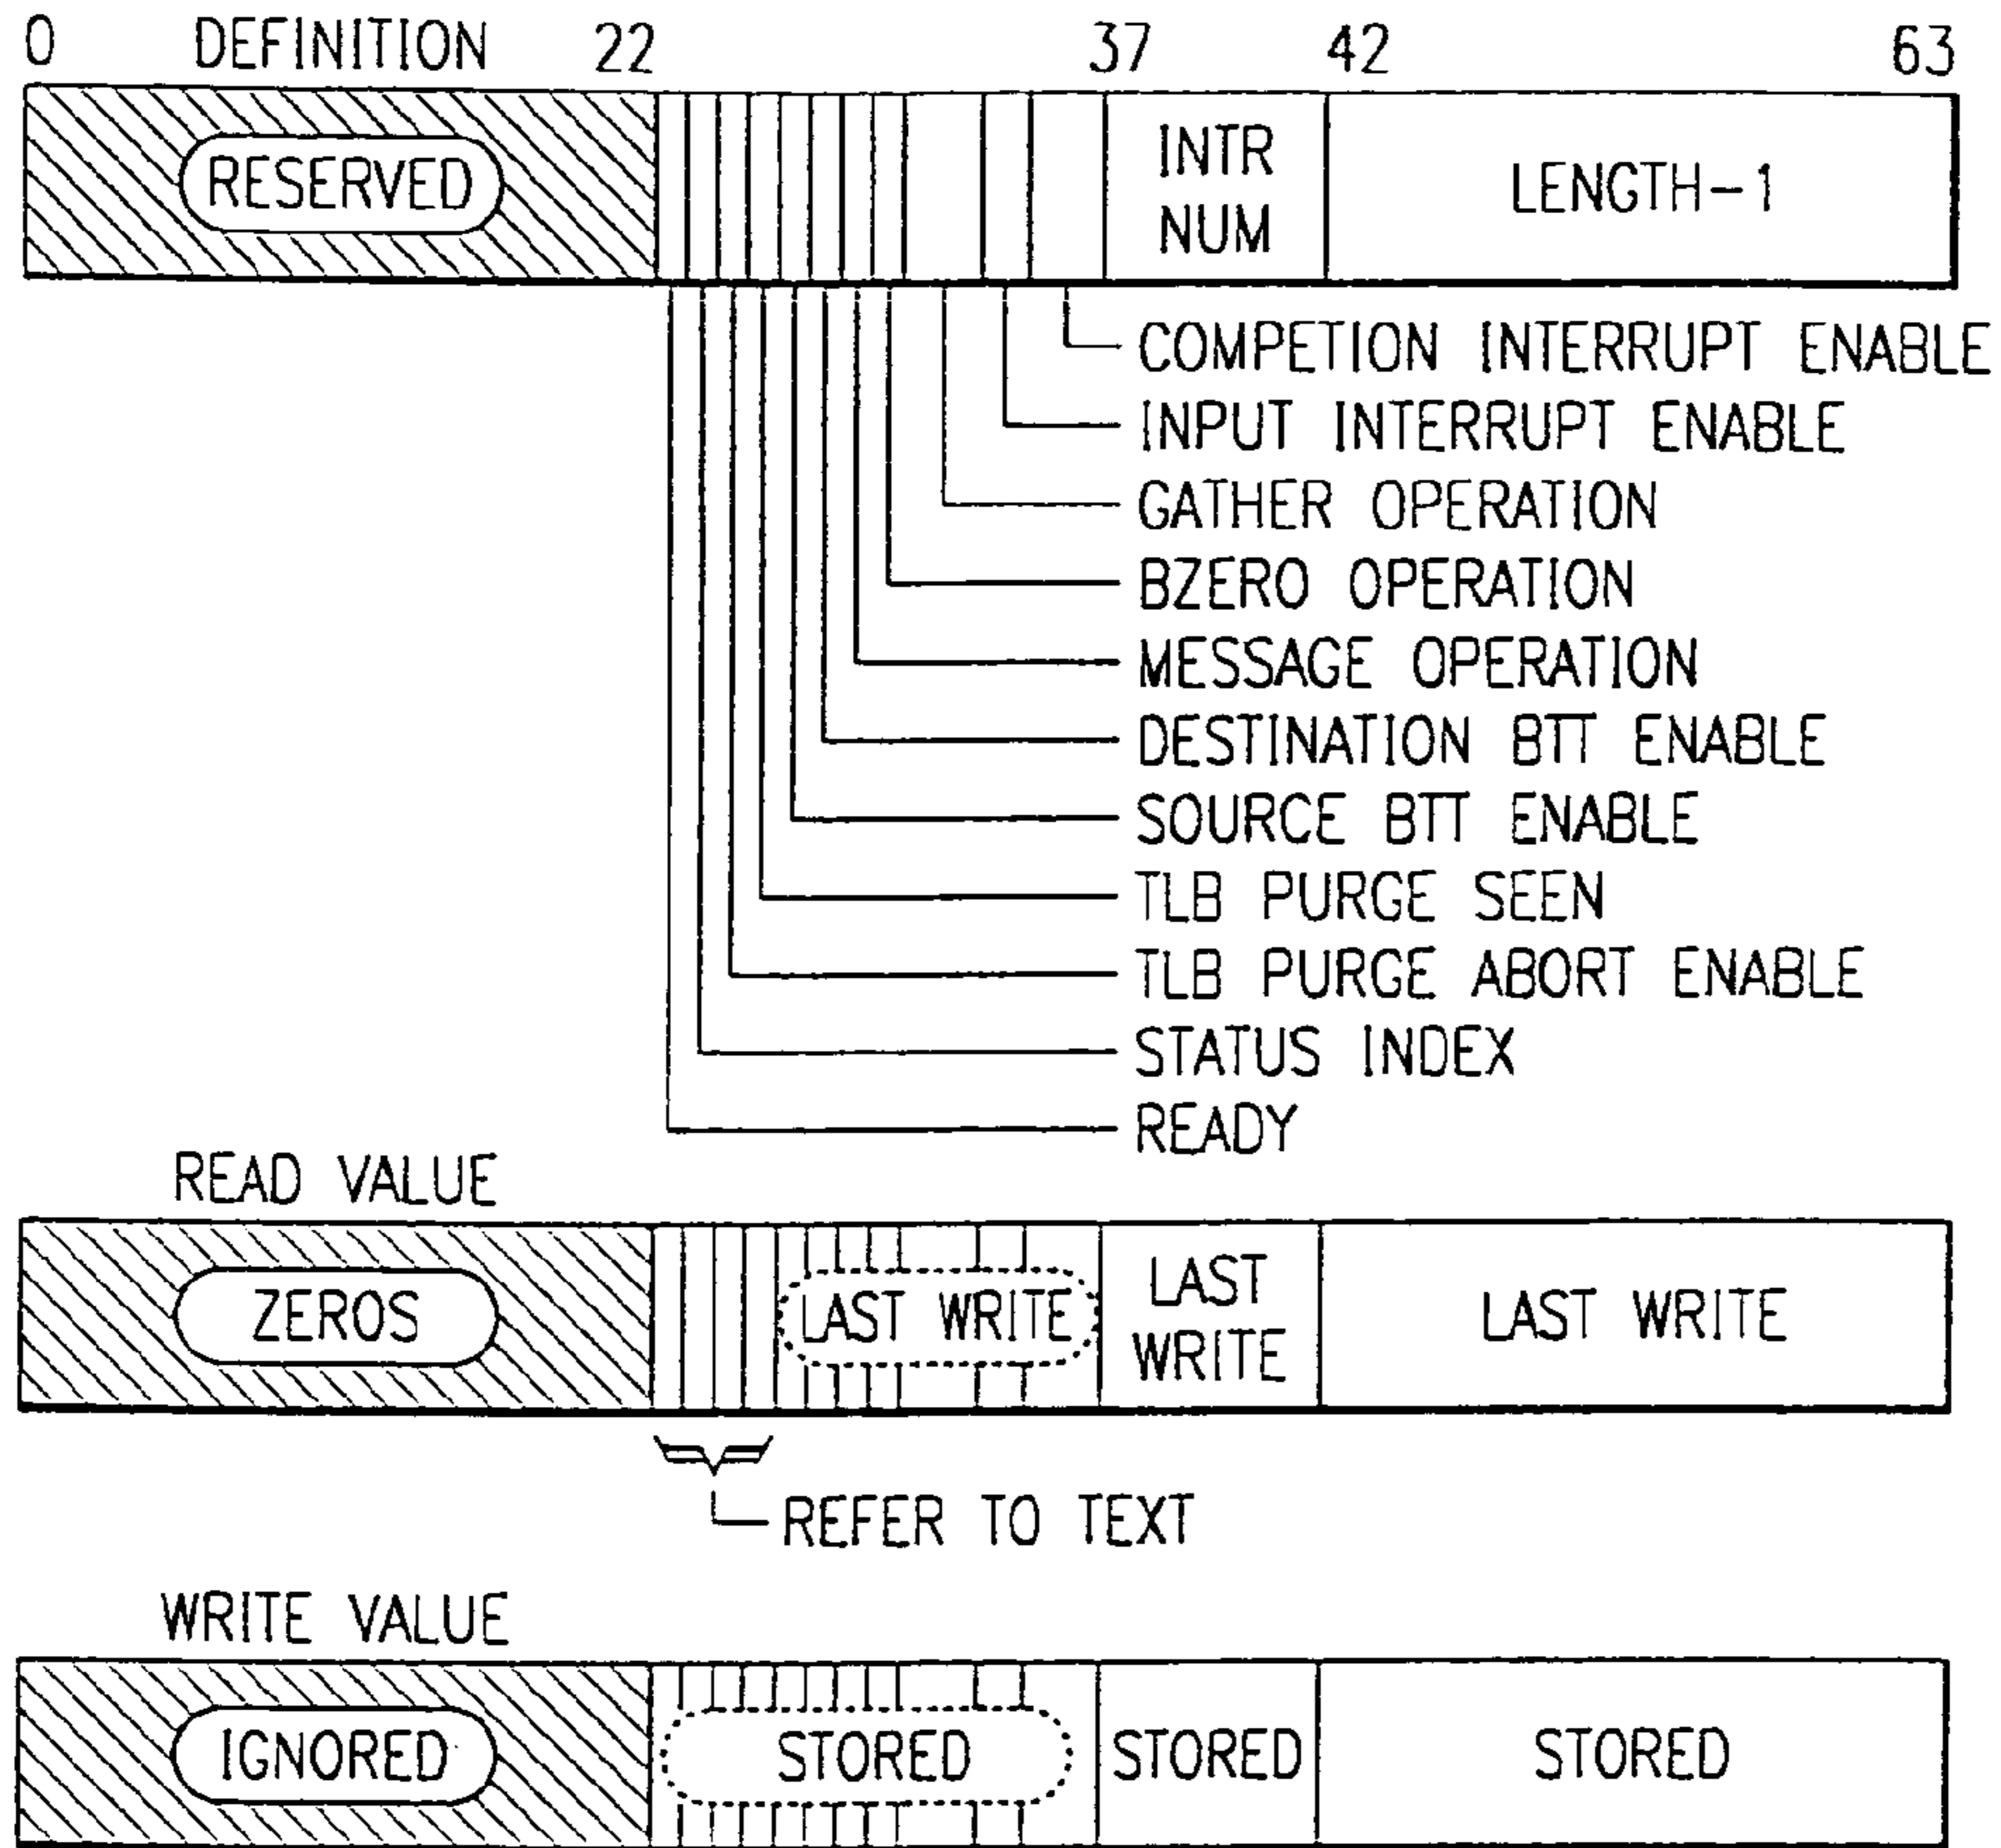 0 DEFINITION 22 37 42 63
RESERVED
INTR
NUM
LENGTH-1
COMPETION INTERRUPT ENABLE
INPUT INTERRUPT ENABLE
GATHER OPERATION
BZERO OPERATION
MESSAGE OPERATION
DESTINATION BTT ENABLE
SOURCE BTT ENABLE
TLB PURGE SEEN
TLB PURGE ABORT ENABLE
STATUS INDEX
READY
READ VALUE
ZEROS
LAST WRITE
LAST
WRITE
LAST WRITE
REFER TO TEXT
WRITE VALUE
IGNORED
STORED
STORED
STORED